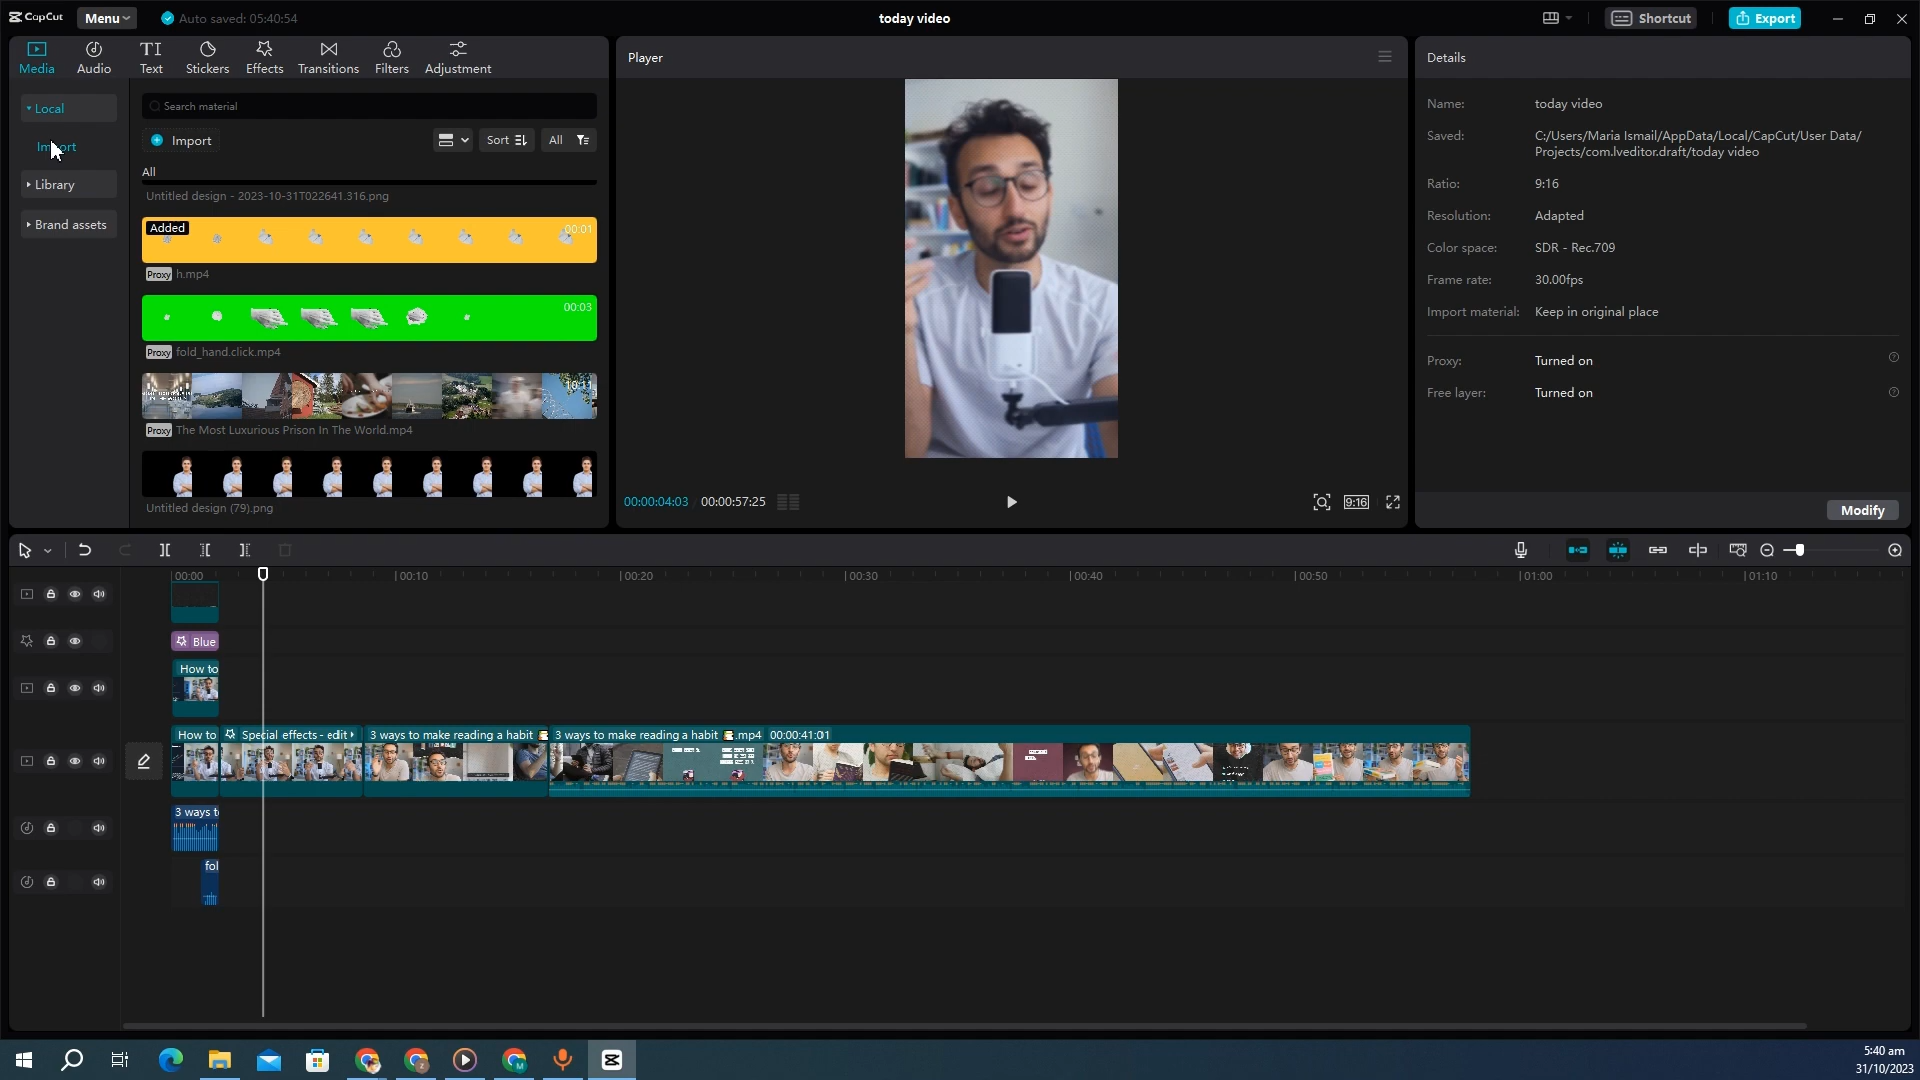 CapCut
Menu
Auto saved: 05:40:54
today video
Shortcut
Export
Media
Audio
TI
Text
Stickers
Effects
Transitions
Filters
Adjustment
Local
Import
Library
Brand assets
Search material
Import
Sort
All
All
Untitled design - 2023-10-31T022641.316.png
Added
00:01
Proxy h.mp4
00:03
Proxy fold_hand.click.mp4
10:11
Proxy The Most Luxurious Prison In The World.mp4
Untitled design (79).png
Player
00:00:04:03 / 00:00:57:25
9:16
Details
Name: today video
Saved: C:/Users/Maria Ismail/AppData/Local/CapCut/User Data/
Projects/com.lveditor.draft/today video
Ratio: 9:16
Resolution: Adapted
Color space: SDR - Rec.709
Frame rate: 30.00fps
Import material: Keep in original place
Proxy: Turned on
Free layer: Turned on
Modify
00:00
00:10
00:20
00:30
00:40
00:50
01:00
01:10
Blue
How to
How to
Special effects - edit
3 ways to make reading a habit
3 ways to make reading a habit 📚.mp4 00:00:41:01
3 ways t
fol
5:40 am
31/10/2023